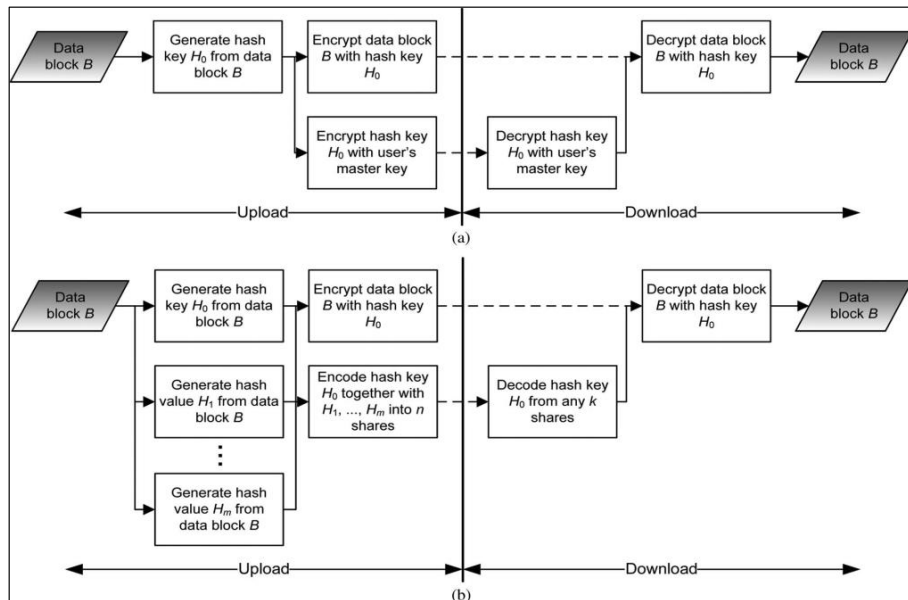 Data
block B
Generate hash
key H₀ from data
block B
Encrypt data block
B with hash key
H₀
Decrypt data block
B with hash key
H₀
Data
block B
Encrypt hash key
H₀ with user's
master key
Decrypt hash key
H₀ with user's
master key
Upload
Download
(a)
Data
block B
Generate hash
key H₀ from data
block B
Encrypt data block
B with hash key
H₀
Decrypt data block
B with hash key
H₀
Data
block B
Generate hash
value H₁ from data
block B
Encode hash key
H₀ together with
H₁, ..., Hₘ into n
shares
Decode hash key
H₀ from any k
shares
Generate hash
value Hₘ from
data block B
Upload
Download
(b)